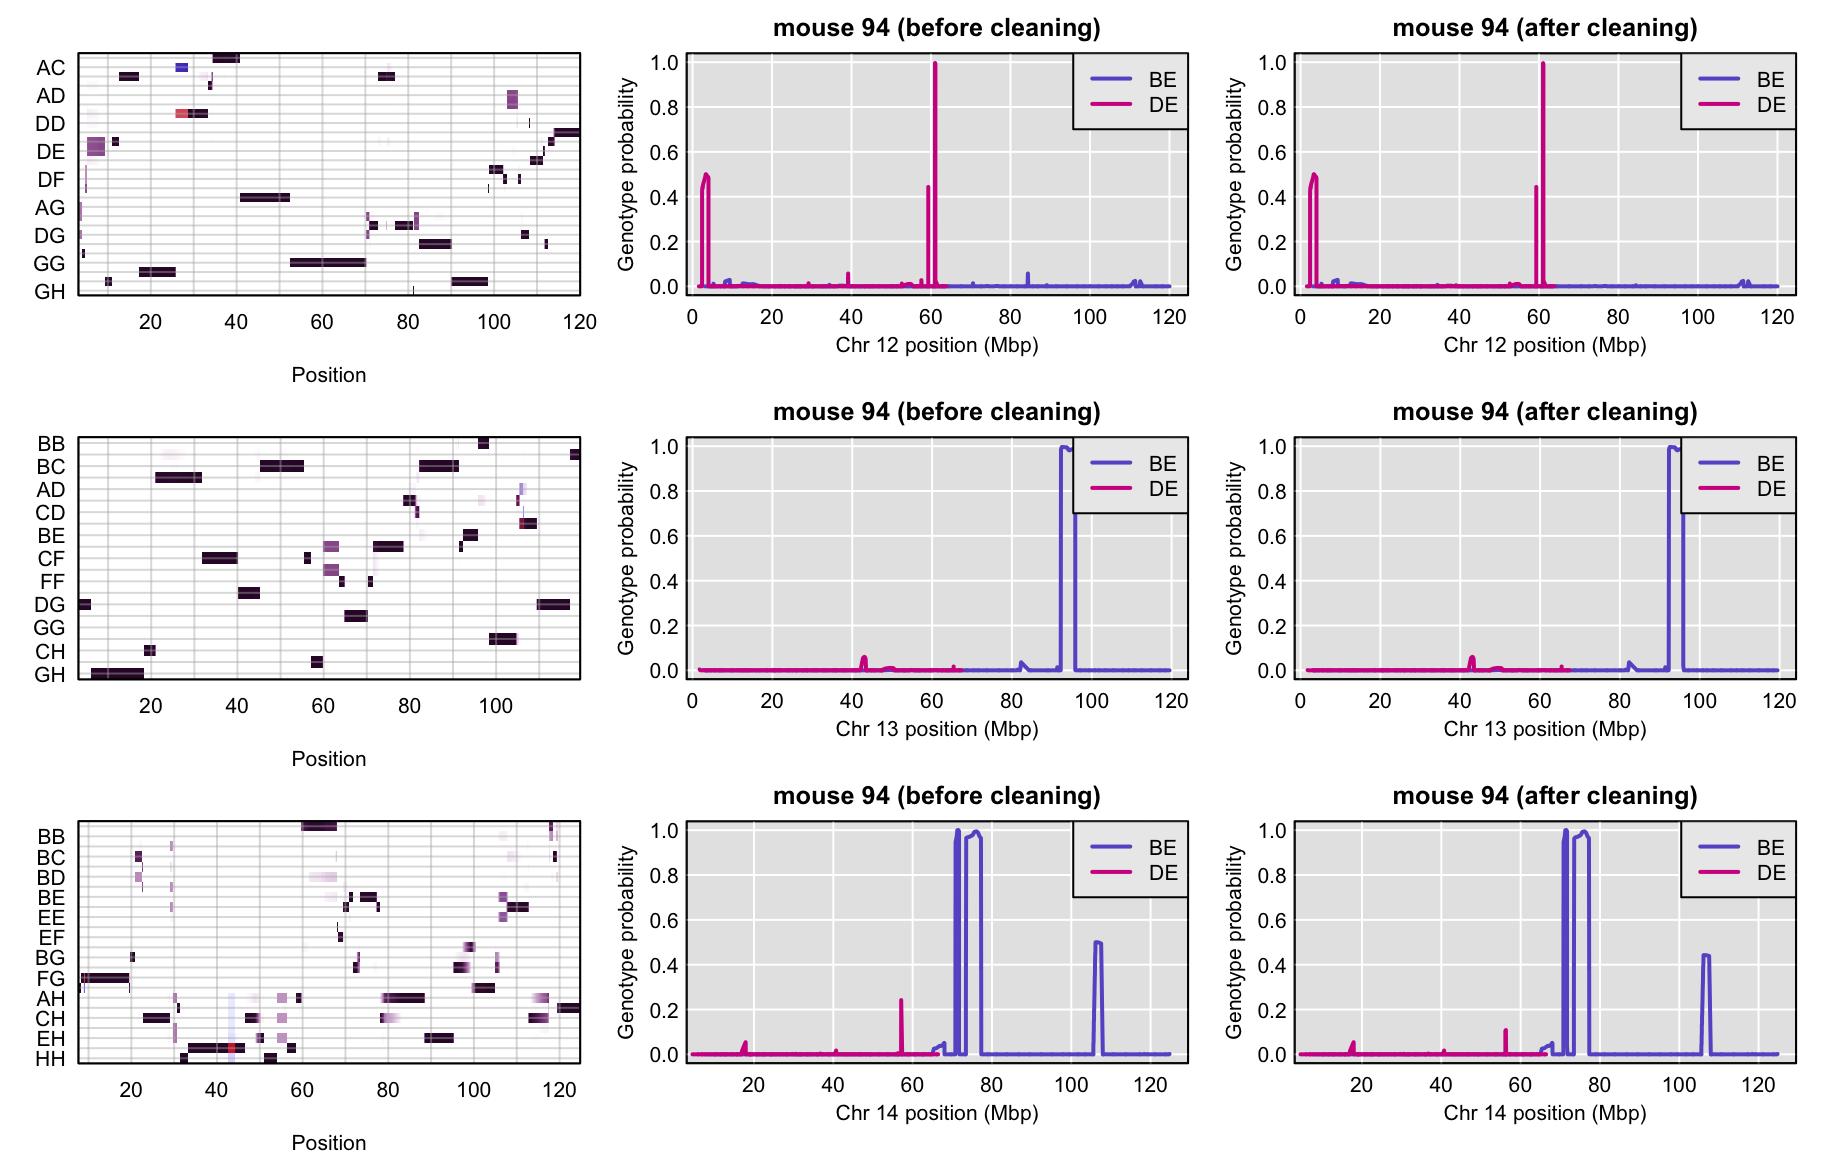 mouse 94 (before cleaning)
mouse 94 (after cleaning)
AC
AD
DD
DE
DF
AG
DG
GG
GH
20 40 60 80 100 120
Position
Genotype probability
1.0
0.8
0.6
0.4
0.2
0.0
BE
DE
0 20 40 60 80 100 120
Chr 12 position (Mbp)
Genotype probability
1.0
0.8
0.6
0.4
0.2
0.0
BE
DE
0 20 40 60 80 100 120
Chr 12 position (Mbp)
mouse 94 (before cleaning)
mouse 94 (after cleaning)
BB
BC
AD
CD
BE
CF
FF
DG
GG
CH
GH
20 40 60 80 100
Position
Genotype probability
1.0
0.8
0.6
0.4
0.2
0.0
BE
DE
0 20 40 60 80 100 120
Chr 13 position (Mbp)
Genotype probability
1.0
0.8
0.6
0.4
0.2
0.0
BE
DE
0 20 40 60 80 100 120
Chr 13 position (Mbp)
mouse 94 (before cleaning)
mouse 94 (after cleaning)
BB
BC
BD
BE
EE
EF
BG
FG
AH
CH
EH
HH
20 40 60 80 100 120
Position
Genotype probability
1.0
0.8
0.6
0.4
0.2
0.0
BE
DE
20 40 60 80 100 120
Chr 14 position (Mbp)
Genotype probability
1.0
0.8
0.6
0.4
0.2
0.0
BE
DE
20 40 60 80 100 120
Chr 14 position (Mbp)